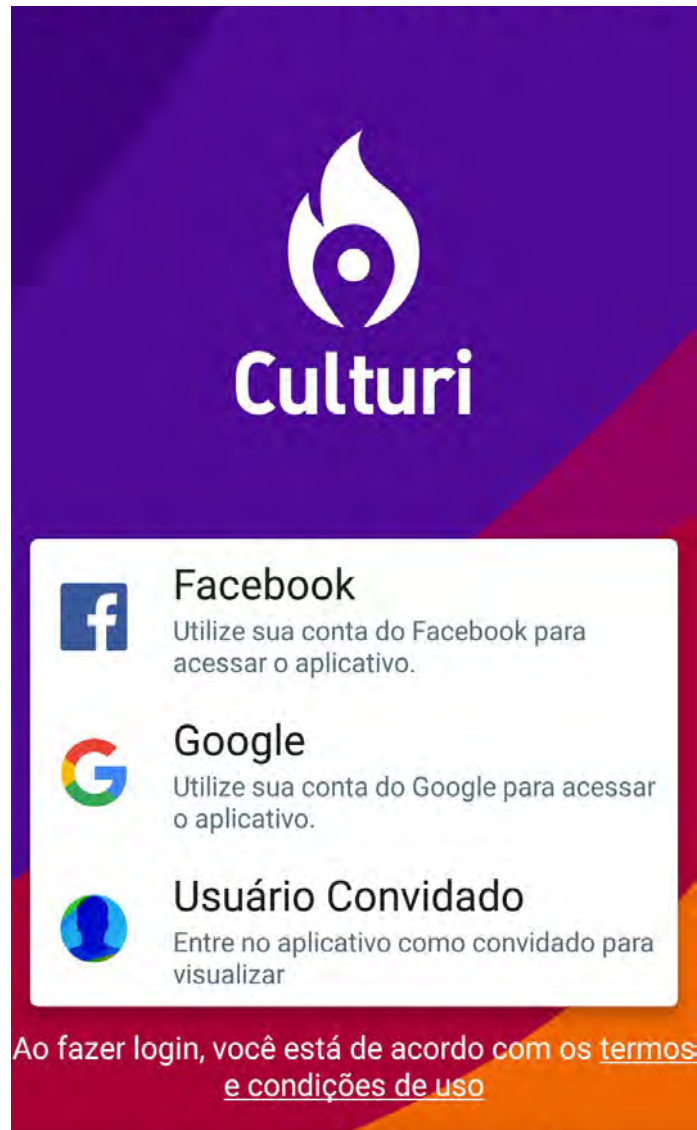 Culturi
Facebook
Utilize sua conta do Facebook para
acessar o aplicativo.
Google
Utilize sua conta do Google para acessar
o aplicativo.
Usuário Convidado
Entre no aplicativo como convidado para
visualizar
Ao fazer login, você está de acordo com os termos
e condições de uso